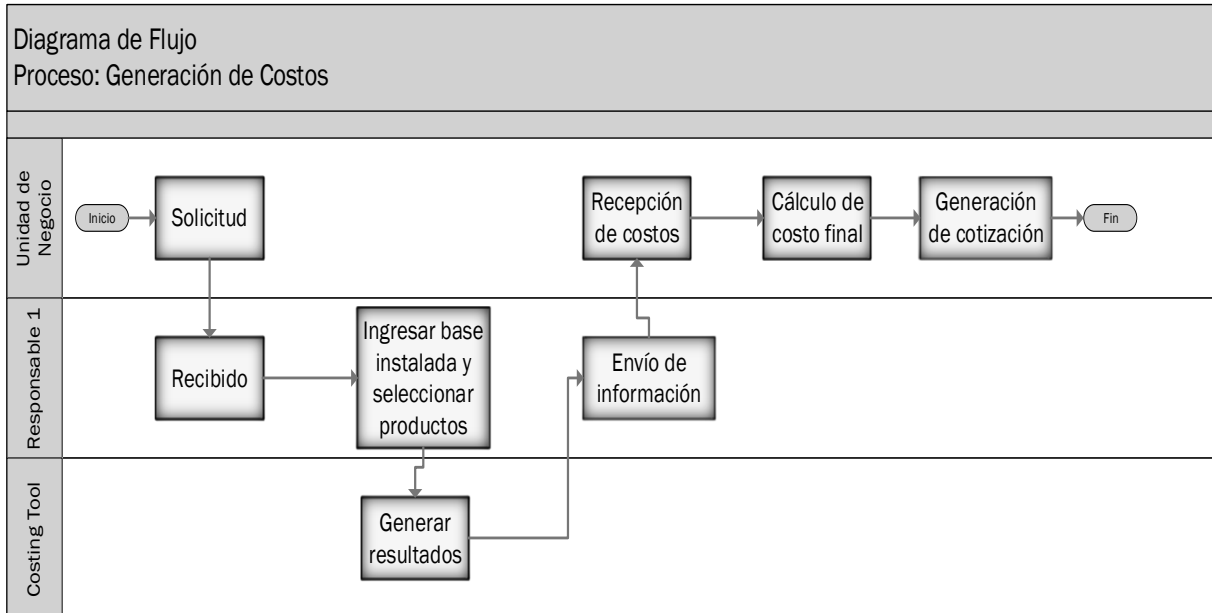 Diagrama de Flujo
Proceso: Generación de Costos
Unidad de
Negocio
Inicio
Solicitud
Recepción
de costos
Cálculo de
costo final
Generación
de cotización
Fin
Responsable 1
Recibido
Ingresar base
instalada y
seleccionar
productos
Envío de
información
Costing Tool
Generar
resultados